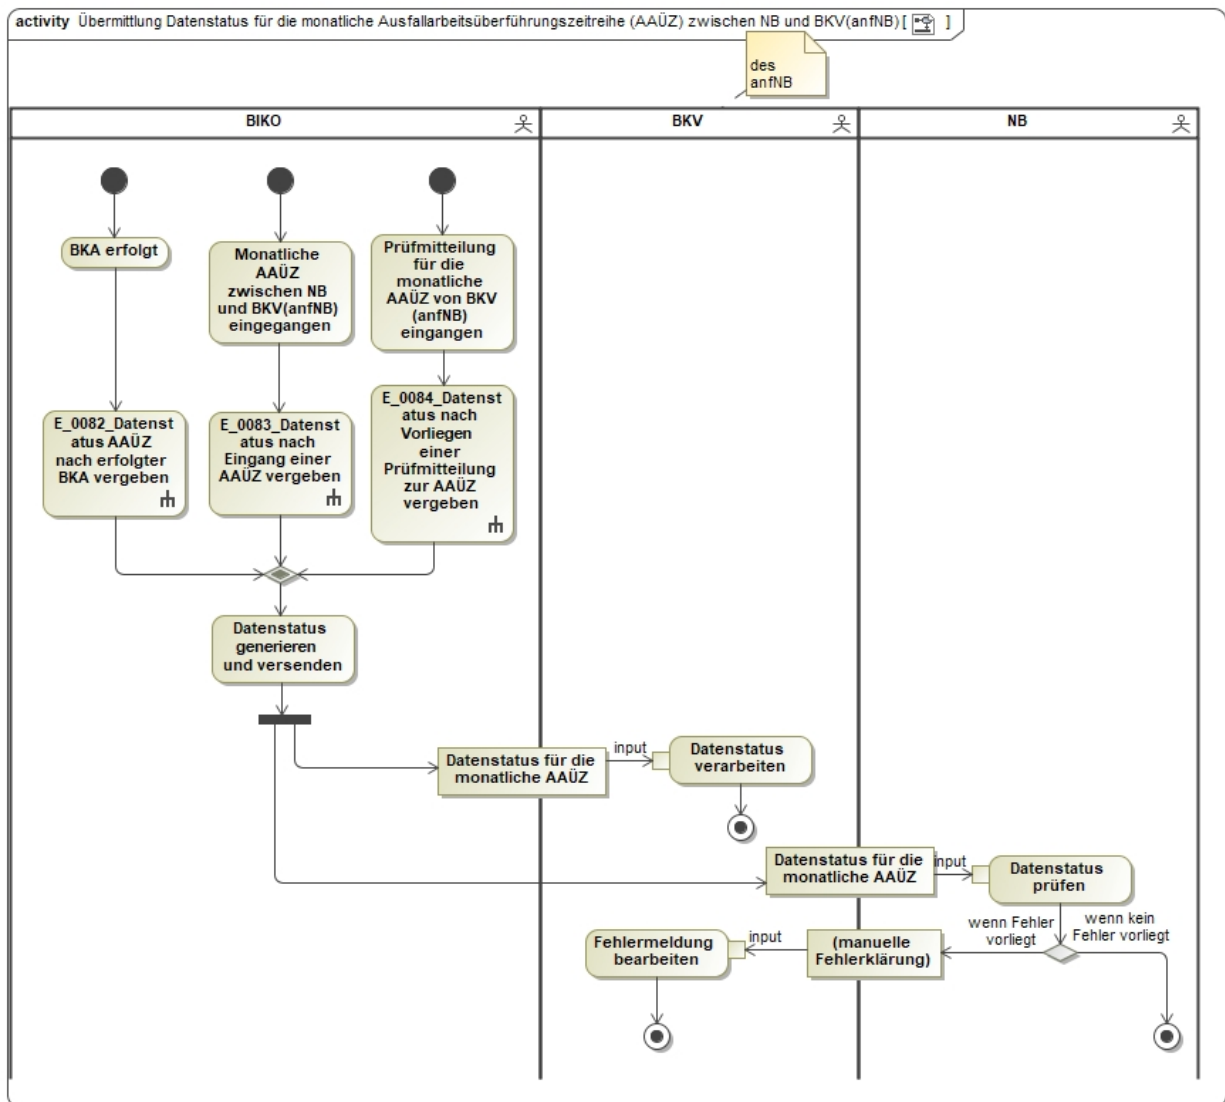 activity Übermittlung Datenstatus für die monatliche Ausfallarbeitsüberführungszeitreihe (AAÜZ) zwischen NB und BKV(anfNB) [ ]
des
anfNB
BIKO
BKV
NB
BKA erfolgt
Monatliche
AAÜZ
zwischen NB
und BKV(anfNB)
eingegangen
Prüfmitteilung
für die
monatliche
AAÜZ von BKV
(anfNB)
eingangen
E_0082_Datenst
atus AAÜZ
nach erfolgter
BKA vergeben
E_0083_Datenst
atus nach
Eingang einer
AAÜZ vergeben
E_0084_Datenst
atus nach
Vorliegen
einer
Prüfmitteilung
zur AAÜZ
vergeben
Datenstatus
generieren
und versenden
Datenstatus für die
monatliche AAÜZ
input
Datenstatus
verarbeiten
Datenstatus für die
monatliche AAÜZ
input
Datenstatus
prüfen
wenn Fehler
vorliegt
wenn kein
Fehler vorliegt
(manuelle
Fehlerklärung)
input
Fehlermeldung
bearbeiten